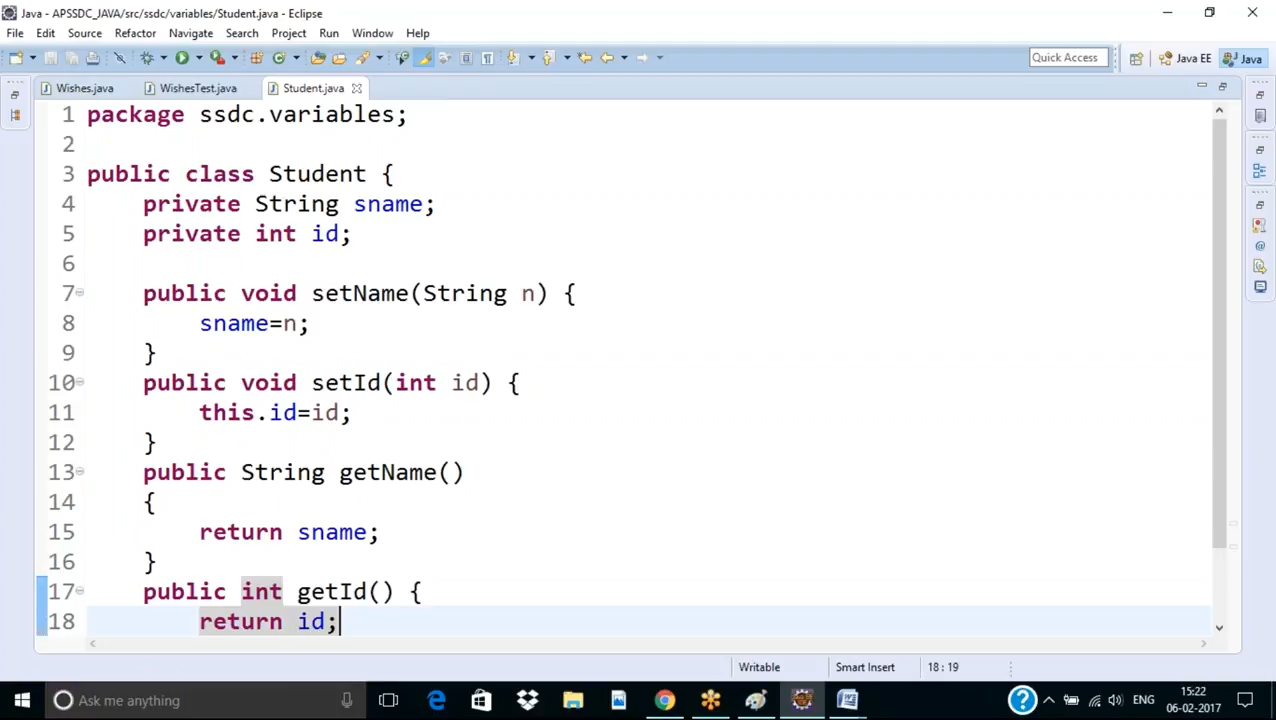 Java - APSSDC_JAVA/src/ssdc/variables/Student.java - Eclipse
File Edit Source Refactor Navigate Search Project Run Window Help
Quick Access Java EE Java
Wishes.java WishesTest.java Student.java
1 package ssdc.variables;
2
3 public class Student {
4 private String sname;
5 private int id;
6
7 public void setName(String n) {
8 sname=n;
9 }
10 public void setId(int id) {
11 this.id=id;
12 }
13 public String getName()
14 {
15 return sname;
16 }
17 public int getId() {
18 return id;
Writable Smart Insert 18 : 19
Ask me anything ENG 15:22
06-02-2017